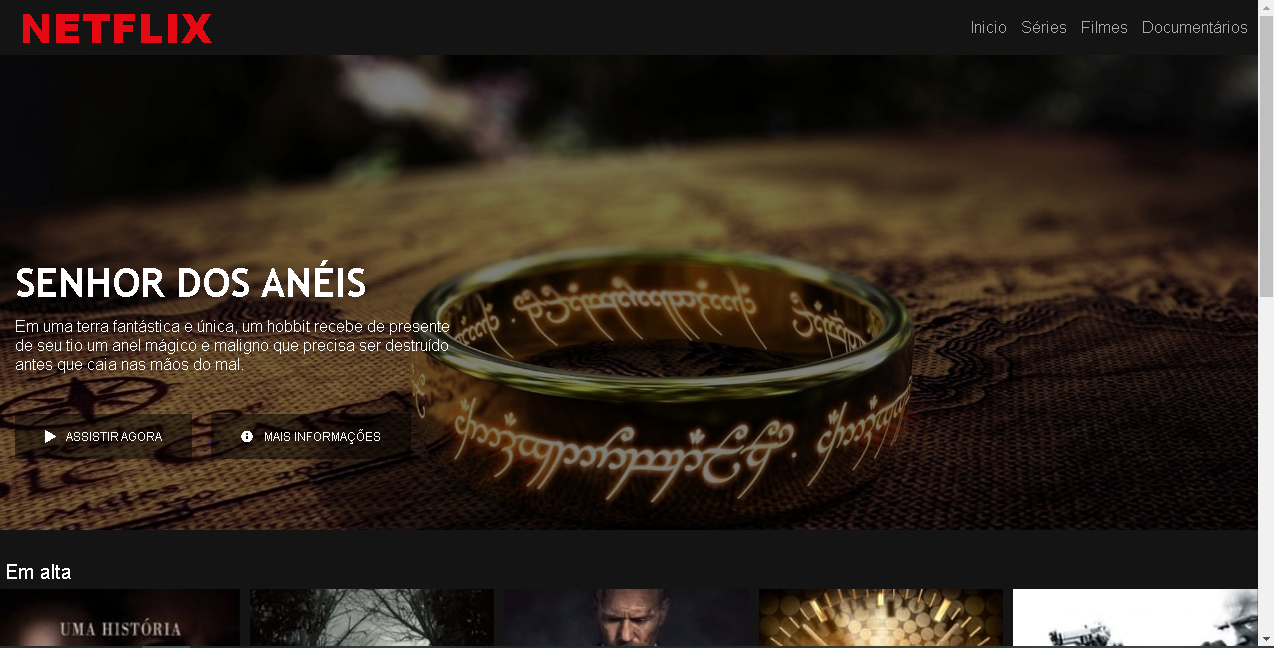 NETFLIX
Inicio Séries Filmes Documentários
SENHOR DOS ANÉIS
Em uma terra fantástica e única, um hobbit recebe de presente
de seu tio um anel mágico e maligno que precisa ser destruído
antes que caia nas mãos do mal.
ASSISTIR AGORA
MAIS INFORMAÇÕES
Em alta
UMA HISTÓRIA